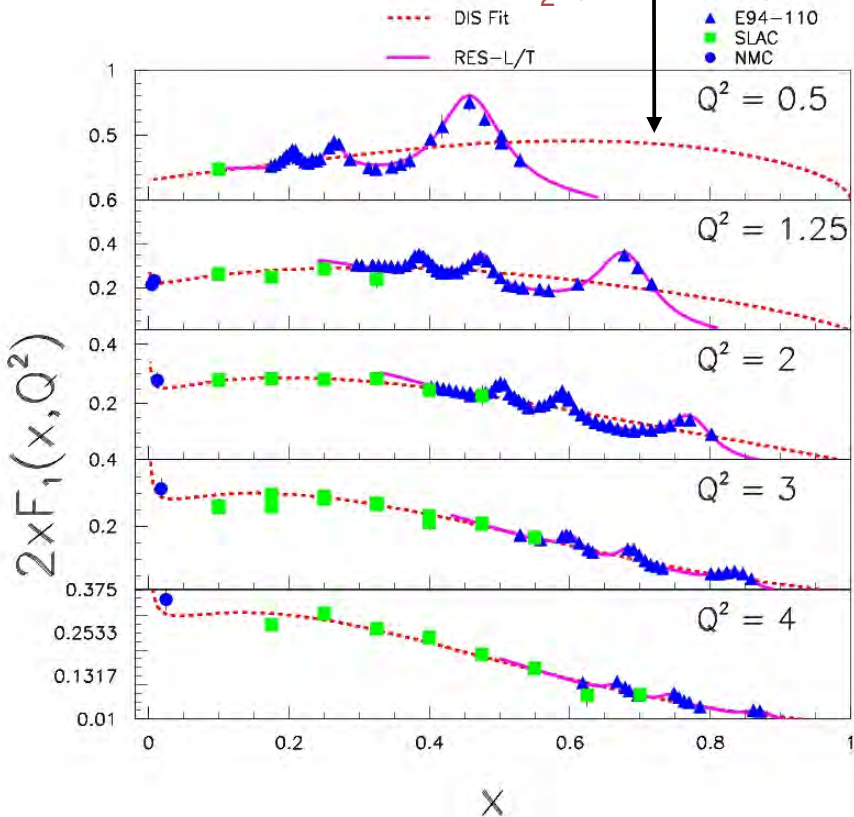 2
DIS Fit
E94-110
SLAC
RES-L/T
NMC
1
Q² = 0.5
0.5
0.6
Q² = 1.25
0.4
0.2
0.4
Q² = 2
0.2
0.4
Q² = 3
0.2
0.375
Q² = 4
0.2533
0.1317
0.01
2xF₁(x,Q²)
0 0.2 0.4 0.6 0.8 1
x